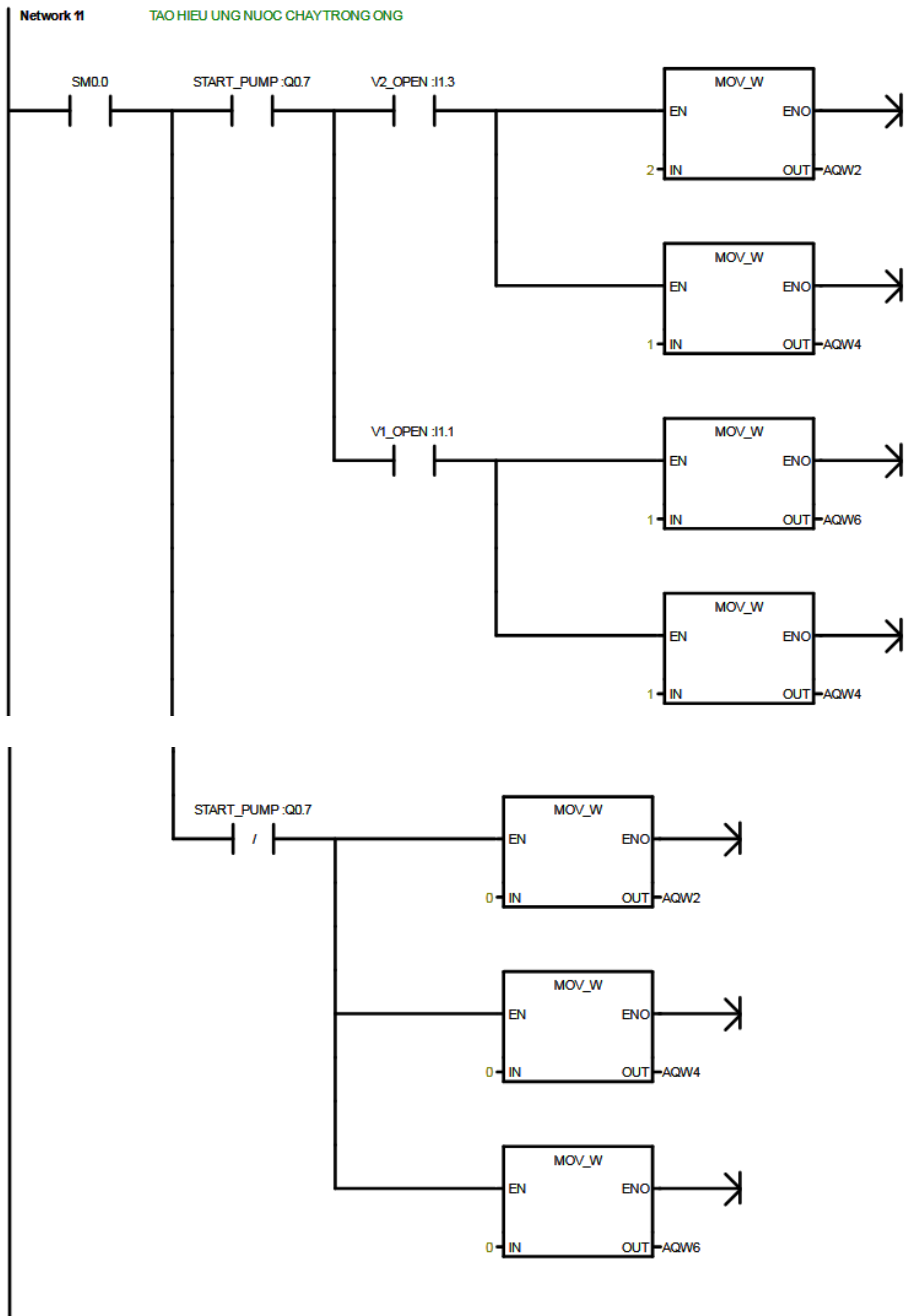 Network 11 TAO HIEU UNG NUOC CHAY TRONG ONG
SM0.0 START_PUMP :Q0.7 V2_OPEN :I1.3 MOV_W
EN ENO
2 IN OUT AQW2
MOV_W
EN ENO
1 IN OUT AQW4
V1_OPEN :I1.1 MOV_W
EN ENO
1 IN OUT AQW6
MOV_W
EN ENO
1 IN OUT AQW4
START_PUMP :Q0.7 MOV_W
/ EN ENO
0 IN OUT AQW2
MOV_W
EN ENO
0 IN OUT AQW4
MOV_W
EN ENO
0 IN OUT AQW6